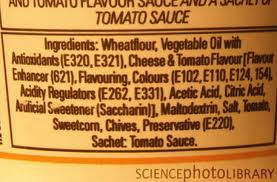 AND TOMATO FLAVOUR SAUCE AND A SACHET OF
TOMATO SAUCE
Ingredients: Wheatflour, Vegetable Oil with
Antioxidants (E320, E321), Cheese & Tomato Flavour [Flavour
Enhancer (621), Flavouring, Colours (E102, E110, E124, 154),
Acidity Regulators (E262, E331), Acetic Acid, Citric Acid,
Artificial Sweetener (Saccharin)], Maltodextrin, Salt, Tomato,
Sweetcorn, Chives, Preservative (E220),
Sachet: Tomato Sauce.
SCIENCEphotoLIBRARY